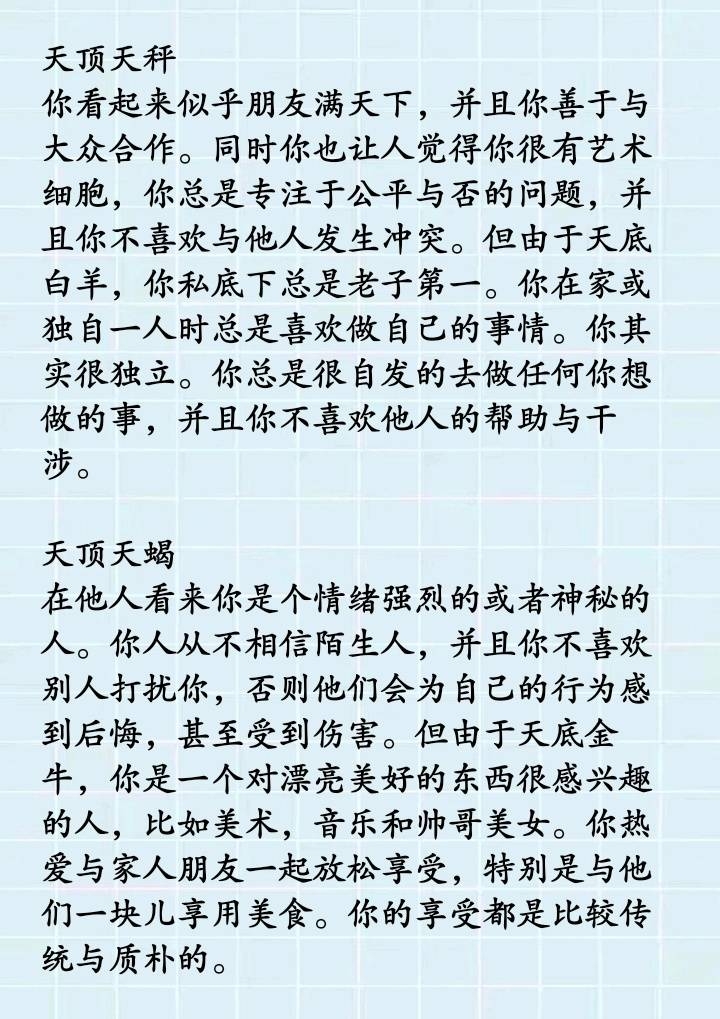 天顶天秤
你看起来似乎朋友满天下，并且你善于与
大众合作。同时你也让人觉得你很有艺术
细胞，你总是专注于公平与否的问题，并
且你不喜欢与他人发生冲突。但由于天底
白羊，你私底下总是老子第一。你在家或
独自一人时总是喜欢做自己的事情。你其
实很独立。你总是很自发的去做任何你想
做的事，并且你不喜欢他人的帮助与干
涉。
天顶天蝎
在他人看来你是个情绪强烈的或者神秘的
人。你人从不相信陌生人，并且你不喜欢
别人打扰你，否则他们会为自己的行为感
到后悔，甚至受到伤害。但由于天底金
牛，你是一个对漂亮美好的东西很感兴趣
的人，比如美术，音乐和帅哥美女。你热
爱与家人朋友一起放松享受，特别是与他
们一块儿享用美食。你的享受都是比较传
统与质朴的。